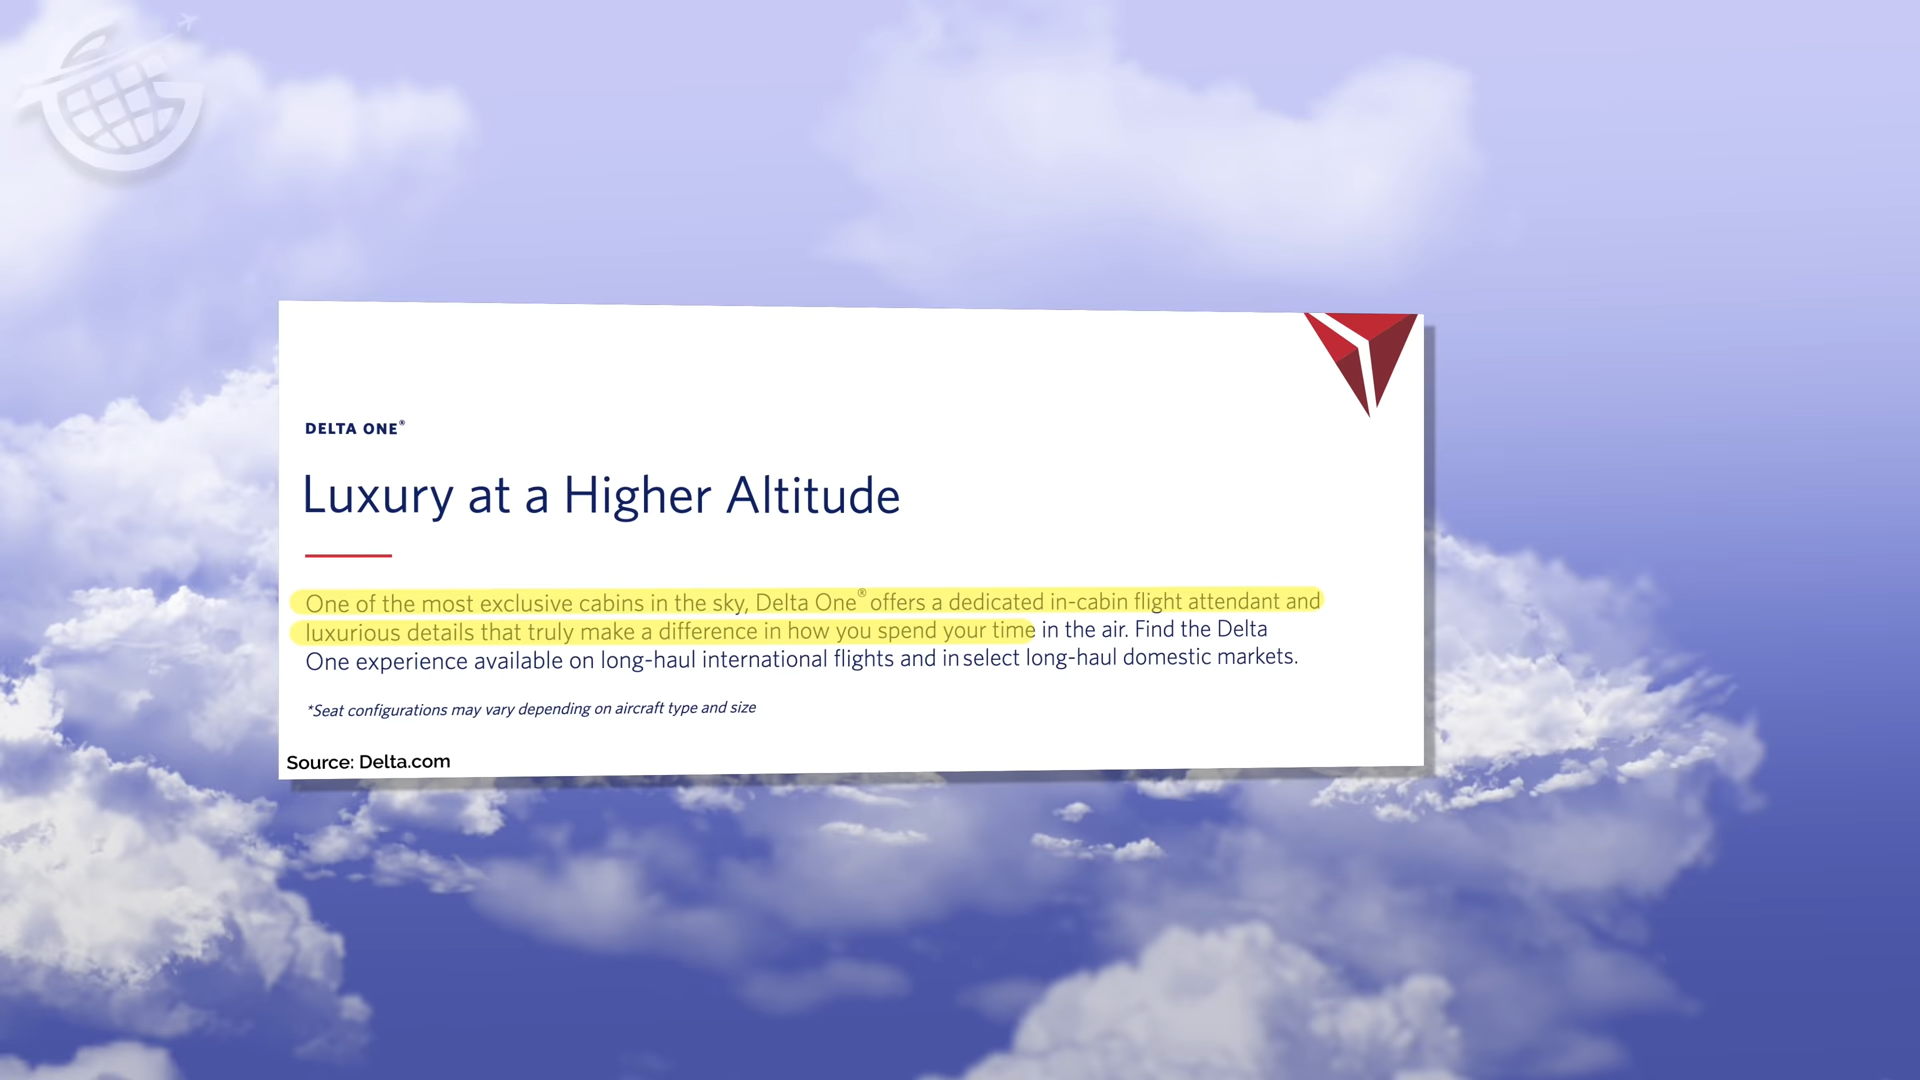 DELTA ONE®
Luxury at a Higher Altitude
One of the most exclusive cabins in the sky, Delta One® offers a dedicated in-cabin flight attendant and
luxurious details that truly make a difference in how you spend your time in the air. Find the Delta
One experience available on long-haul international flights and in select long-haul domestic markets.
*Seat configurations may vary depending on aircraft type and size
Source: Delta.com